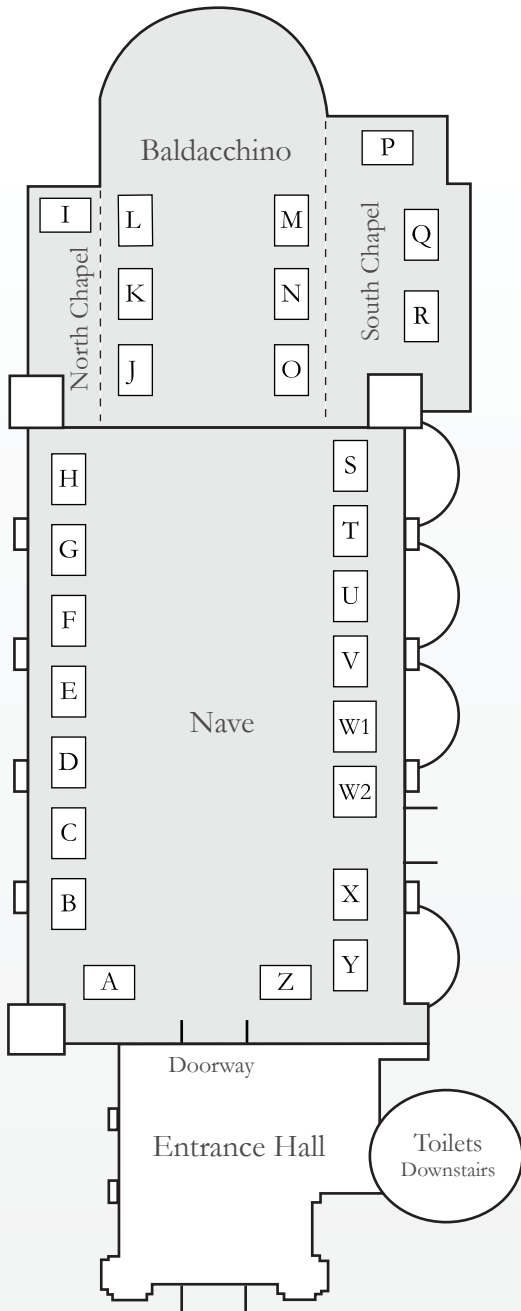 P
Baldacchino
I
L
M
Q
North Chapel
South Chapel
K
N
R
J
O
H
S
G
T
F
U
E
V
Nave
W1
D
W2
C
B
X
A
Z
Y
Doorway
Entrance Hall
Toilets
Downstairs